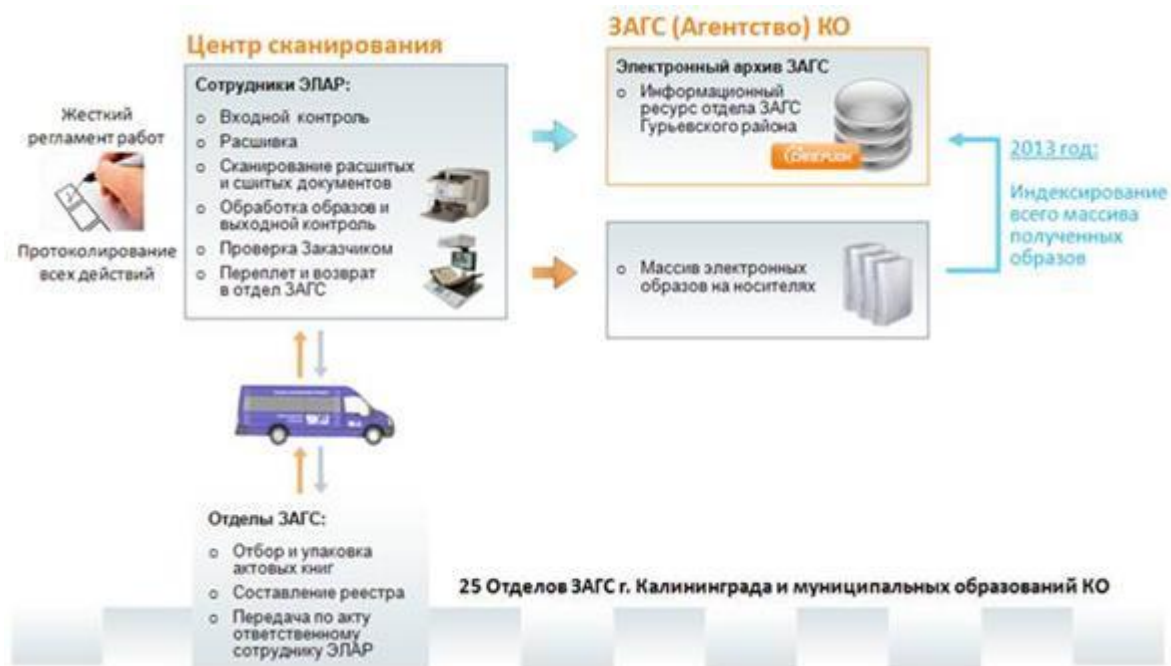 Центр сканирования
Сотрудники ЭЛАР:
o Входной контроль
o Расшивка
o Сканирование расшитых
и сшитых документов
o Обработка образов и
выходной контроль
o Проверка Заказчиком
o Переплет и возврат
в отдел ЗАГС
Жесткий
регламент работ
Протоколирование
всех действий
ЗАГС (Агентство) КО
Электронный архив ЗАГС
o Информационный
ресурс отдела ЗАГС
Гурьевского района
o Массив электронных
образов на носителях
2013 год:
Индексирование
всего массива
полученных
образов
Отделы ЗАГС:
o Отбор и упаковка
актовых книг
o Составление реестра
o Передача по акту
ответственному
сотруднику ЭЛАР
25 Отделов ЗАГС г. Калининграда и муниципальных образований КО